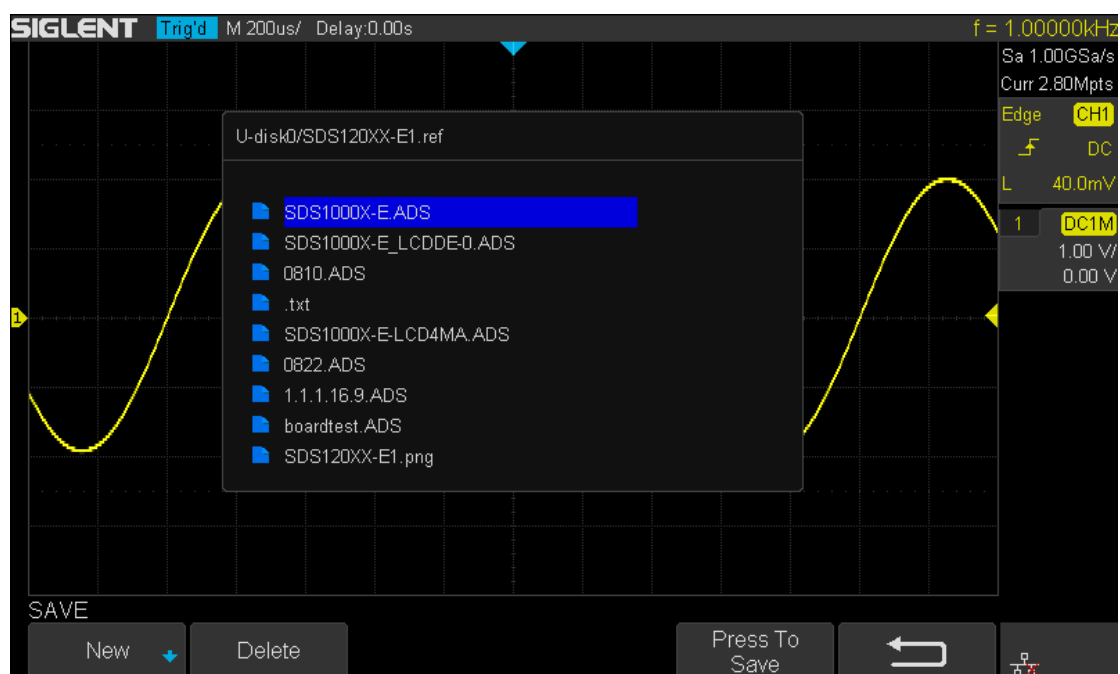 SIGLENT Trig'd M 200us/ Delay:0.00s f = 1.00000kHz
Sa 1.00GSa/s
Curr 2.80Mpts
Edge CH1
DC
L 40.0mV
1 DC1M
1.00 V/
0.00 V
U-disk0/SDS120XX-E1.ref
SDS1000X-E.ADS
SDS1000X-E_LCDDE-0.ADS
0810.ADS
.txt
SDS1000X-E-LCD4MA.ADS
0822.ADS
1.1.1.16.9.ADS
boardtest.ADS
SDS120XX-E1.png
1
SAVE
New Delete Press To
Save